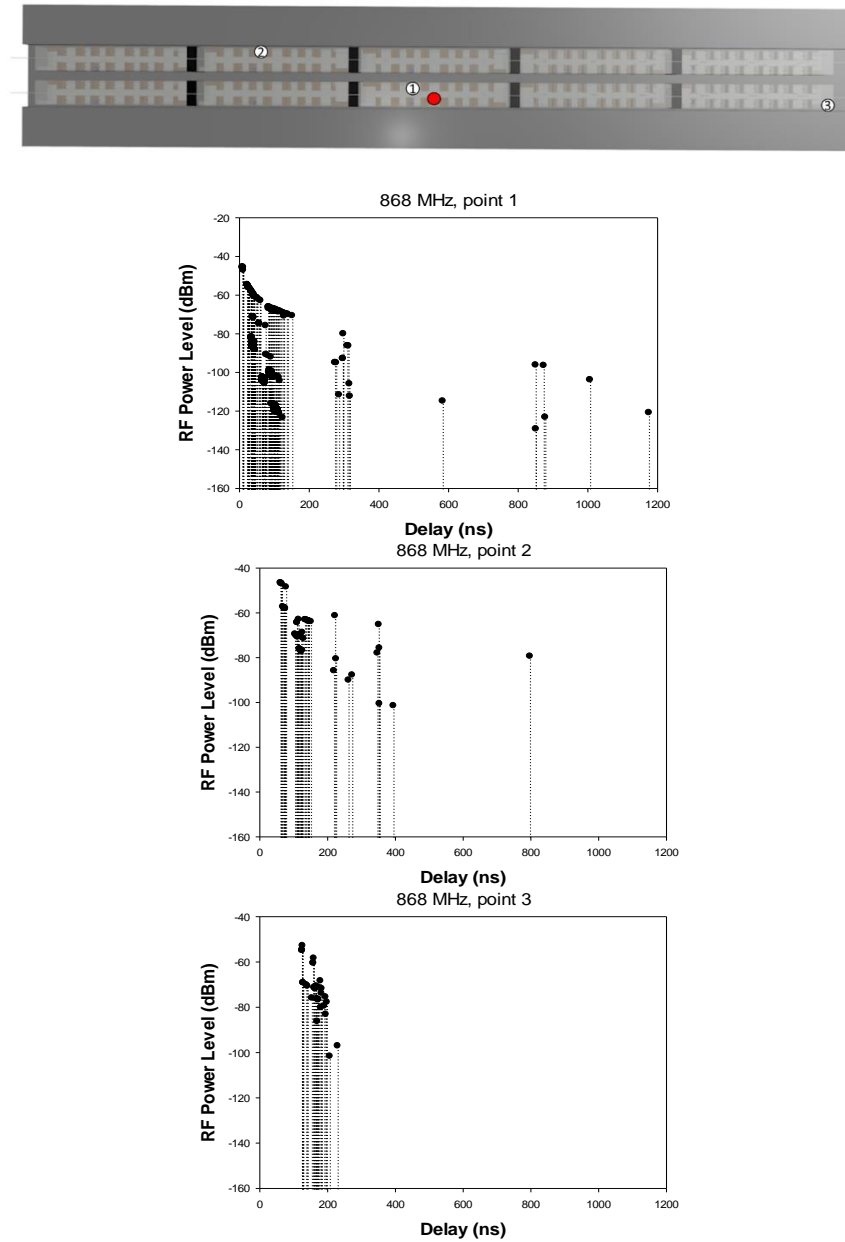 ②
①
③
868 MHz, point 1
RF Power Level (dBm)
-20
-40
-60
-80
-100
-120
-140
-160
0 200 400 600 800 1000 1200
Delay (ns)
868 MHz, point 2
RF Power Level (dBm)
-40
-60
-80
-100
-120
-140
-160
0 200 400 600 800 1000 1200
Delay (ns)
868 MHz, point 3
RF Power Level (dBm)
-40
-60
-80
-100
-120
-140
-160
0 200 400 600 800 1000 1200
Delay (ns)